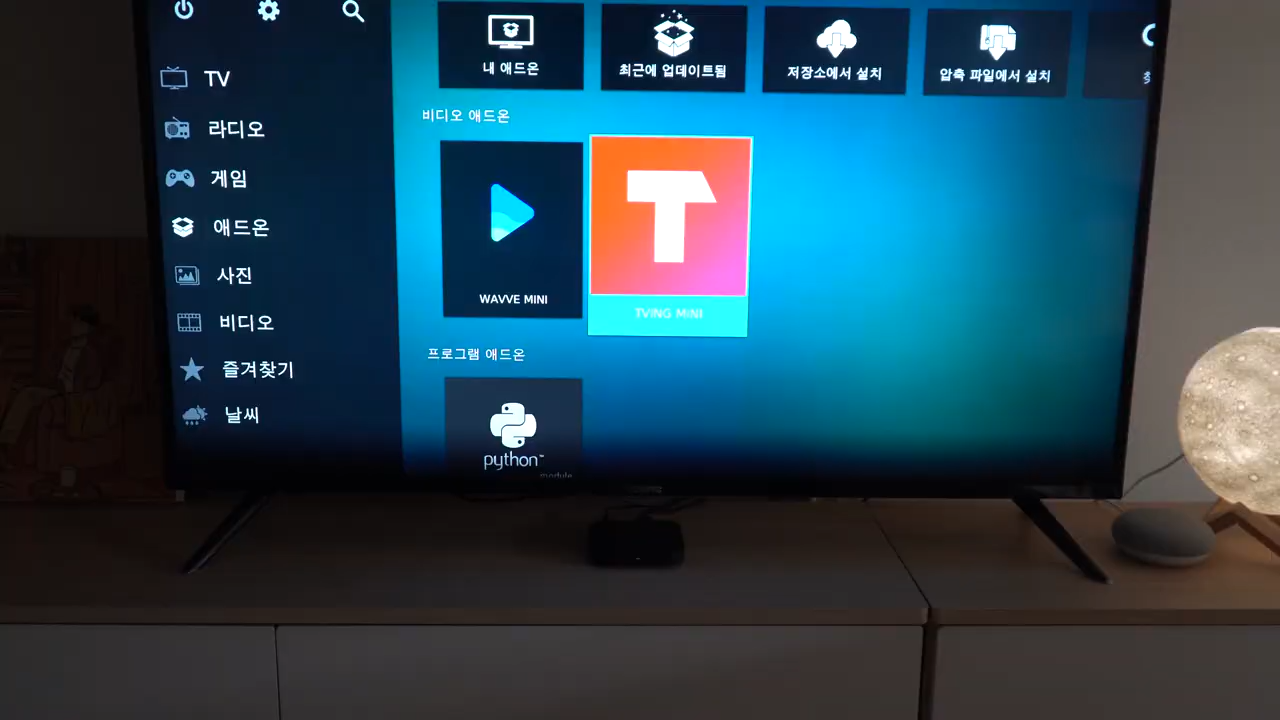 내 애드온
최근에 업데이트됨
저장소에서 설치
압축 파일에서 설치
TV
라디오
게임
애드온
사진
비디오
즐겨찾기
날씨
비디오 애드온
WAVVE MINI
T
TVING MINI
프로그램 애드온
python™
module